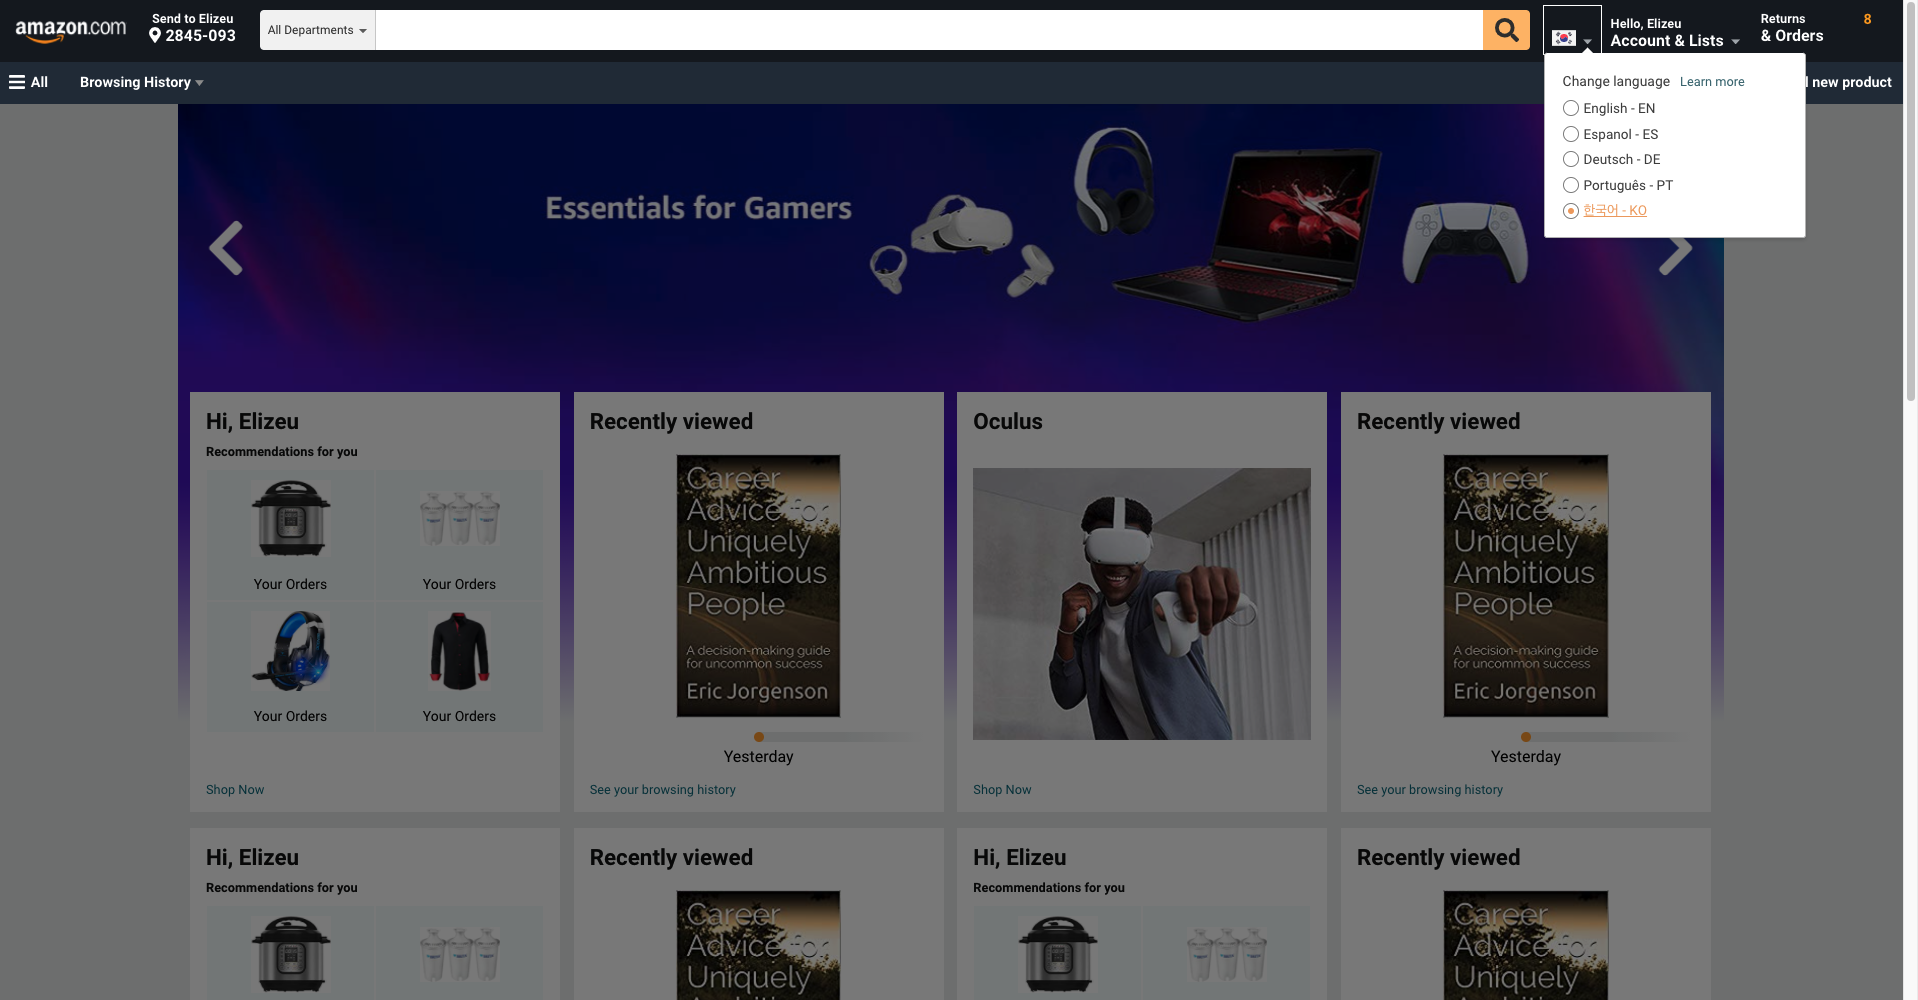 amazon.com
Send to Elizeu
2845-093
All Departments
Hello, Elizeu
Account & Lists
Returns
& Orders
8
All
Browsing History
new product
Change language Learn more
English - EN
Espanol - ES
Deutsch - DE
Português - PT
한국어 - KO
Essentials for Gamers
Hi, Elizeu
Recommendations for you
Your Orders
Your Orders
Your Orders
Your Orders
Shop Now
Recently viewed
Career
Advice for
Uniquely
Ambitious
People
A decision-making guide
for uncommon success
Eric Jorgenson
Yesterday
See your browsing history
Oculus
Shop Now
Recently viewed
Career
Advice for
Uniquely
Ambitious
People
A decision-making guide
for uncommon success
Eric Jorgenson
Yesterday
See your browsing history
Hi, Elizeu
Recommendations for you
Recently viewed
Career
Advice for
Uniquely
Hi, Elizeu
Recommendations for you
Recently viewed
Career
Advice for
Uniquely